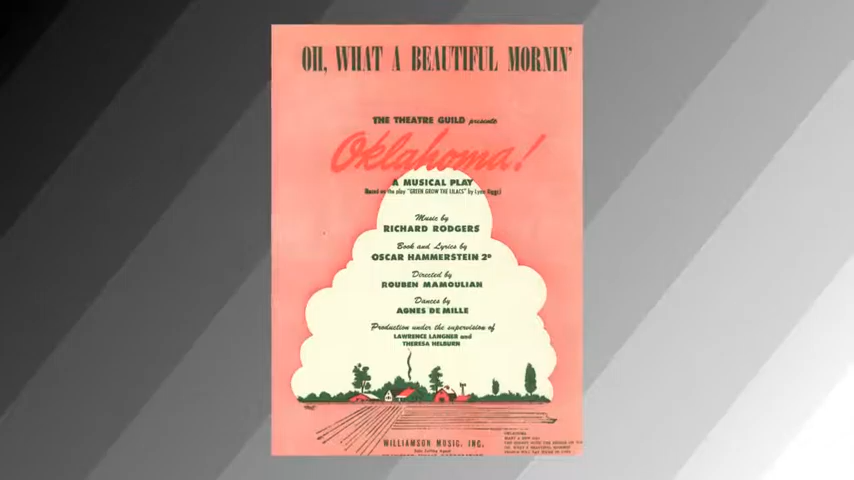 OH, WHAT A BEAUTIFUL MORNIN'
THE THEATRE GUILD presents
Oklahoma!
A MUSICAL PLAY
Based on the play "GREEN GROW THE LILACS" by Lynn Riggs
Music by
RICHARD RODGERS
Book and Lyrics by
OSCAR HAMMERSTEIN 2D
Directed by
ROUBEN MAMOULIAN
Dances by
AGNES DE MILLE
Production under the supervision of
LAWRENCE LANGNER and
THERESA HELBURN
WILLIAMSON MUSIC, INC.
OKLAHOMA